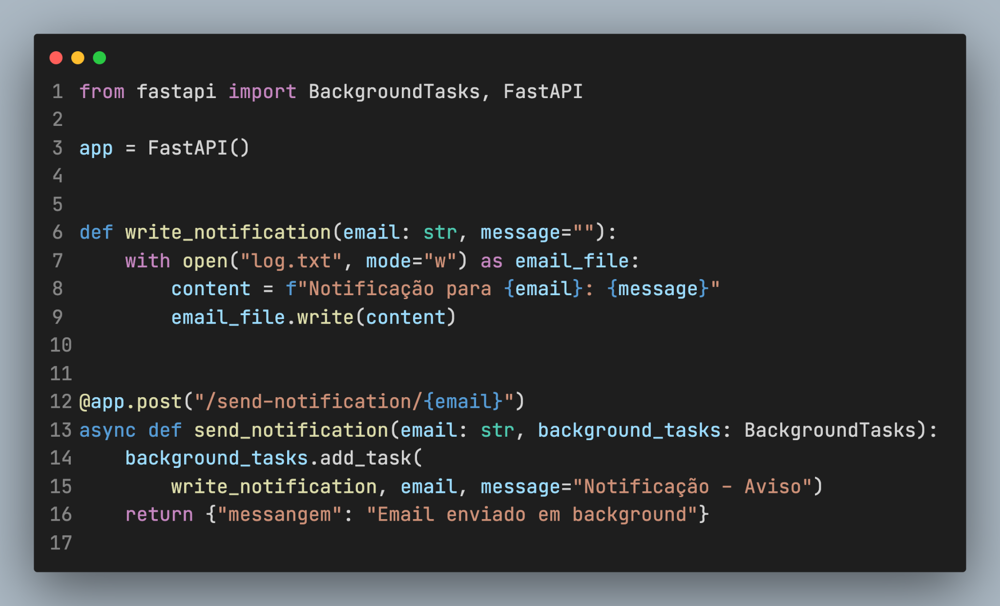 1 from fastapi import BackgroundTasks, FastAPI
2
3 app = FastAPI()
4
5
6 def write_notification(email: str, message=""):
7     with open("log.txt", mode="w") as email_file:
8         content = f"Notificação para {email}: {message}"
9         email_file.write(content)
10
11
12 @app.post("/send-notification/{email}")
13 async def send_notification(email: str, background_tasks: BackgroundTasks):
14     background_tasks.add_task(
15         write_notification, email, message="Notificação - Aviso")
16     return {"messangem": "Email enviado em background"}
17